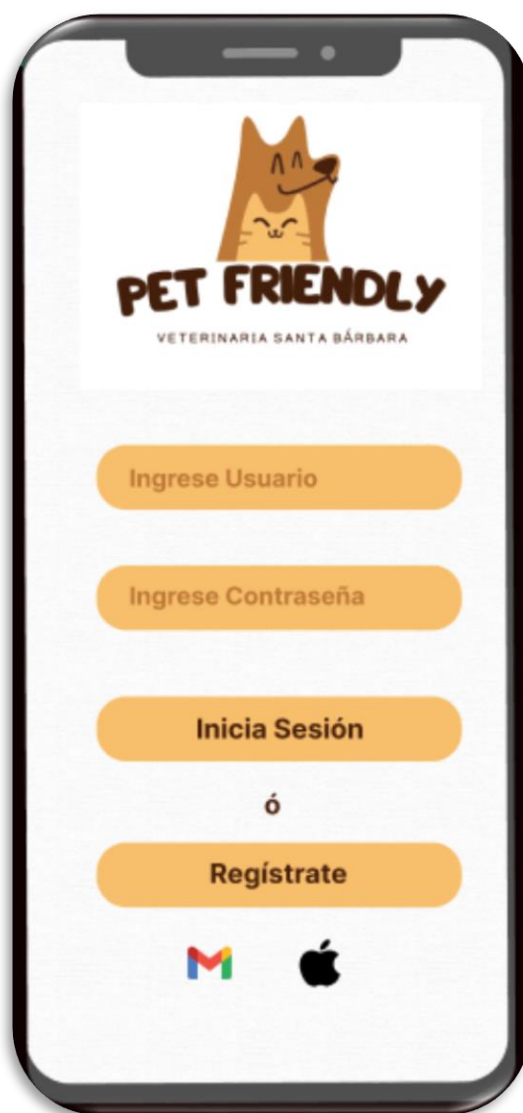 PET FRIENDLY
VETERINARIA SANTA BÁRBARA
Ingrese Usuario
Ingrese Contraseña
Inicia Sesión
ó
Regístrate